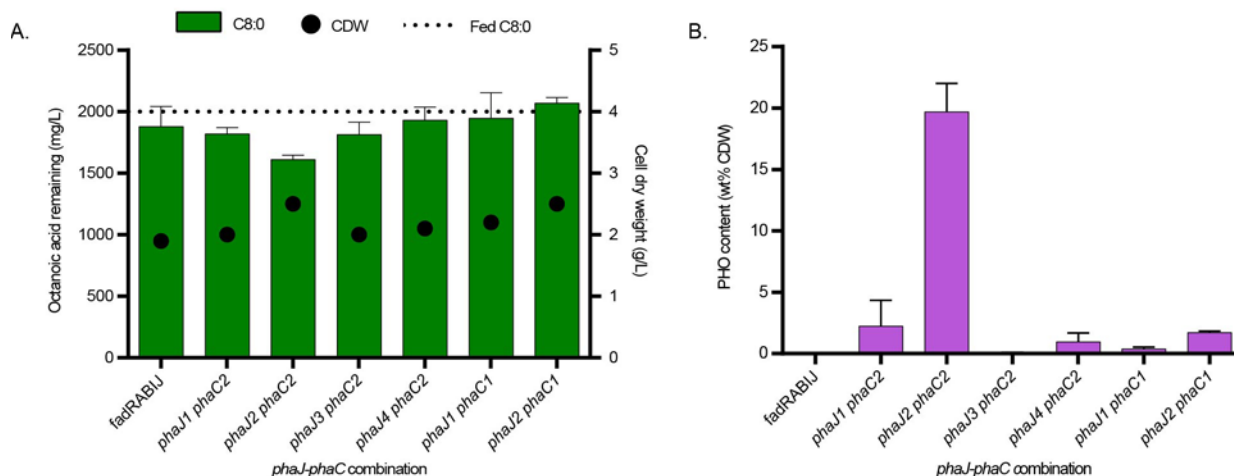 A.
C8:0
CDW
Fed C8:0
Octanoic acid remaining (mg/L)
2500
2000
1500
1000
500
0
5
4
3
2
1
0
Cell dry weight (g/L)
fadRABIJ
phaJ1 phaC2
phaJ2 phaC2
phaJ3 phaC2
phaJ4 phaC2
phaJ1 phaC1
phaJ2 phaC1
phaJ-phaC combination
B.
PHO content (wt% CDW)
25
20
15
10
5
0
fadRABIJ
phaJ1 phaC2
phaJ2 phaC2
phaJ3 phaC2
phaJ4 phaC2
phaJ1 phaC1
phaJ2 phaC1
phaJ-phaC combination